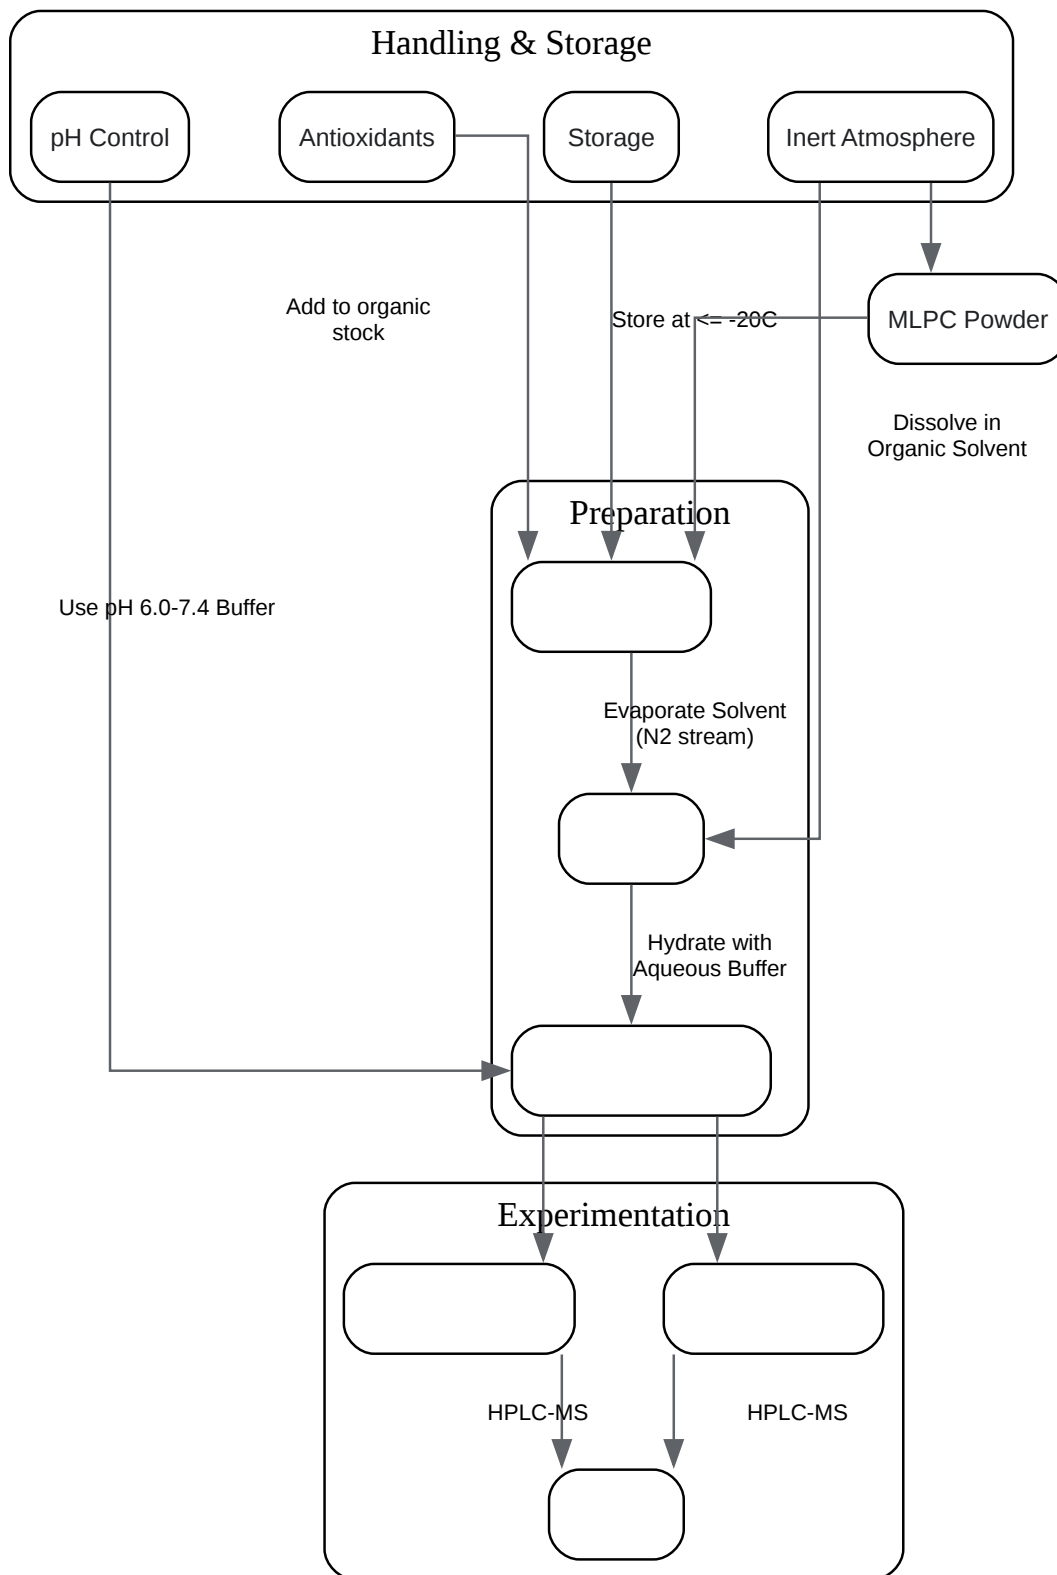 Handling & Storage
pH Control
Antioxidants
Storage
Inert Atmosphere
Add to organic
stock
Store at <= -20C
MLPC Powder
Dissolve in
Organic Solvent
Preparation
Use pH 6.0-7.4 Buffer
Evaporate Solvent
(N2 stream)
Hydrate with
Aqueous Buffer
Experimentation
HPLC-MS
HPLC-MS